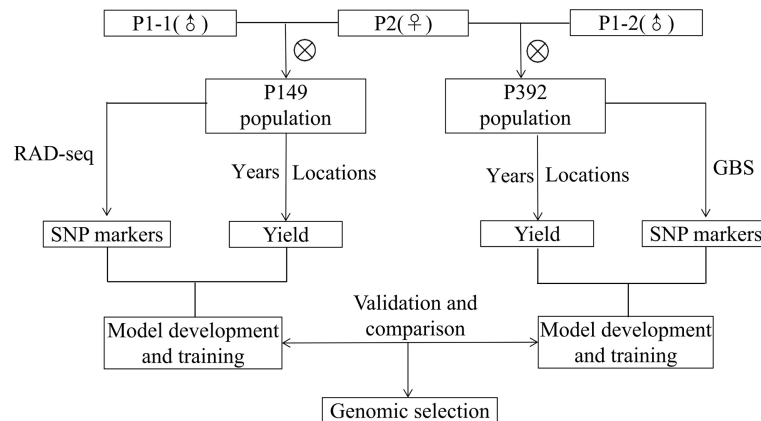 P1-1(♂) P2(♀) P1-2(♂)
P149 population
P392 population
RAD-seq
Years Locations
Years Locations
GBS
SNP markers
Yield
Yield
SNP markers
Validation and
comparison
Model development
and training
Model development
and training
Genomic selection